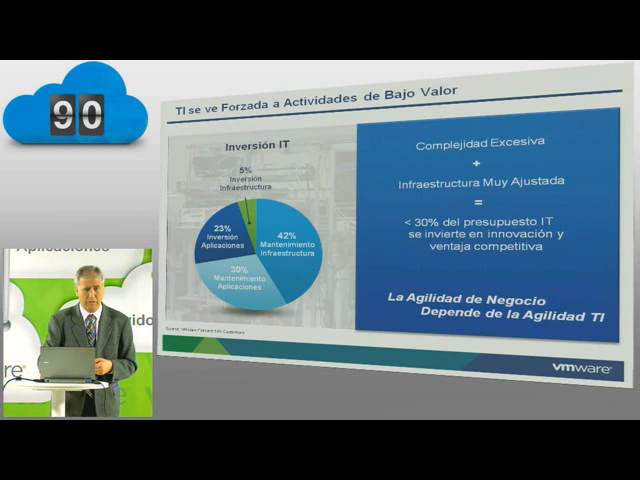 90
TI se ve Forzada a Actividades de Bajo Valor
Inversión IT
5%
Inversión
Infraestructura
23%
Inversión
Aplicaciones
42%
Mantenimiento
Infraestructura
30%
Mantenimiento
Aplicaciones
Complejidad Excesiva
+
Infraestructura Muy Ajustada
=
< 30% del presupuesto IT
se invierte en innovación y
ventaja competitiva
La Agilidad de Negocio
Depende de la Agilidad TI
vmware®
Aplicaciones